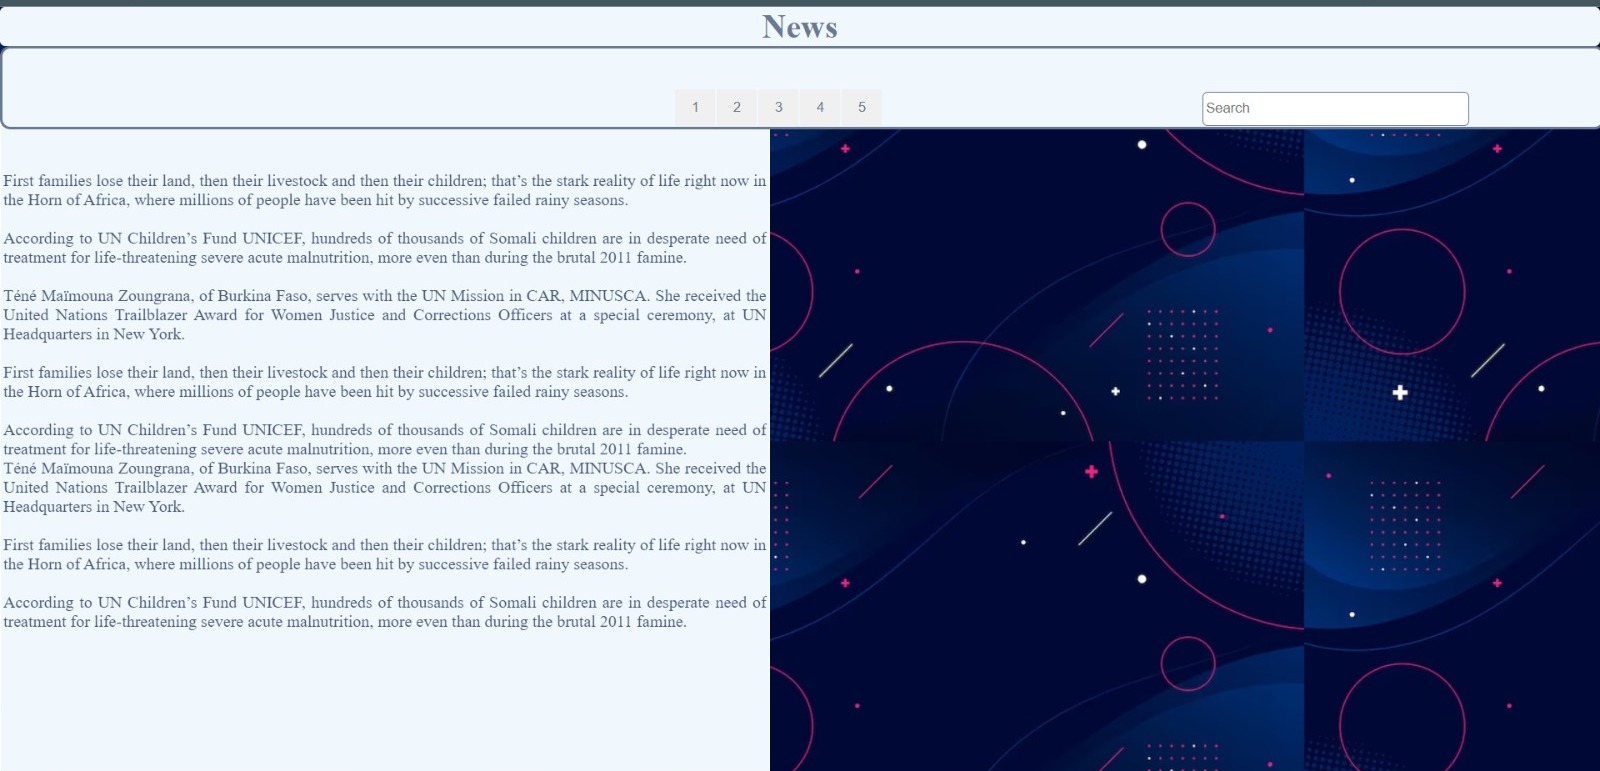 News
1 2 3 4 5
Search
First families lose their land, then their livestock and then their children; that’s the stark reality of life right now in
the Horn of Africa, where millions of people have been hit by successive failed rainy seasons.
According to UN Children’s Fund UNICEF, hundreds of thousands of Somali children are in desperate need of
treatment for life-threatening severe acute malnutrition, more even than during the brutal 2011 famine.
Téné Maïmouna Zoungrana, of Burkina Faso, serves with the UN Mission in CAR, MINUSCA. She received the
United Nations Trailblazer Award for Women Justice and Corrections Officers at a special ceremony, at UN
Headquarters in New York.
First families lose their land, then their livestock and then their children; that’s the stark reality of life right now in
the Horn of Africa, where millions of people have been hit by successive failed rainy seasons.
According to UN Children’s Fund UNICEF, hundreds of thousands of Somali children are in desperate need of
treatment for life-threatening severe acute malnutrition, more even than during the brutal 2011 famine.
Téné Maïmouna Zoungrana, of Burkina Faso, serves with the UN Mission in CAR, MINUSCA. She received the
United Nations Trailblazer Award for Women Justice and Corrections Officers at a special ceremony, at UN
Headquarters in New York.
First families lose their land, then their livestock and then their children; that’s the stark reality of life right now in
the Horn of Africa, where millions of people have been hit by successive failed rainy seasons.
According to UN Children’s Fund UNICEF, hundreds of thousands of Somali children are in desperate need of
treatment for life-threatening severe acute malnutrition, more even than during the brutal 2011 famine.